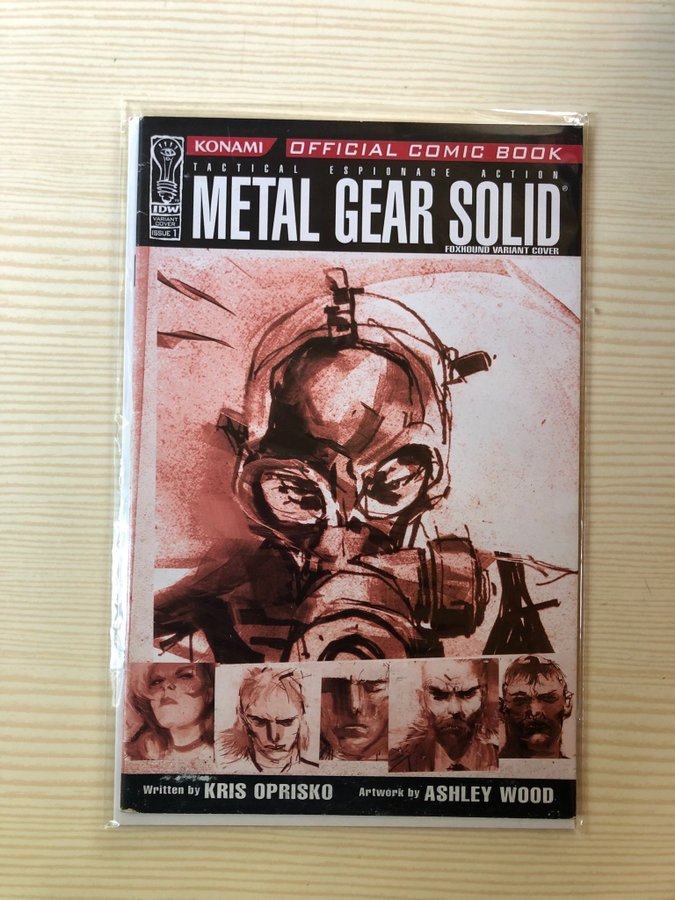 KONAMI OFFICIAL COMIC BOOK
TACTICAL ESPIONAGE ACTION
METAL GEAR SOLID®
FOXHOUND VARIANT COVER
IDW
VARIANT
COVER
ISSUE 1
Written by KRIS OPRISKO Artwork by ASHLEY WOOD